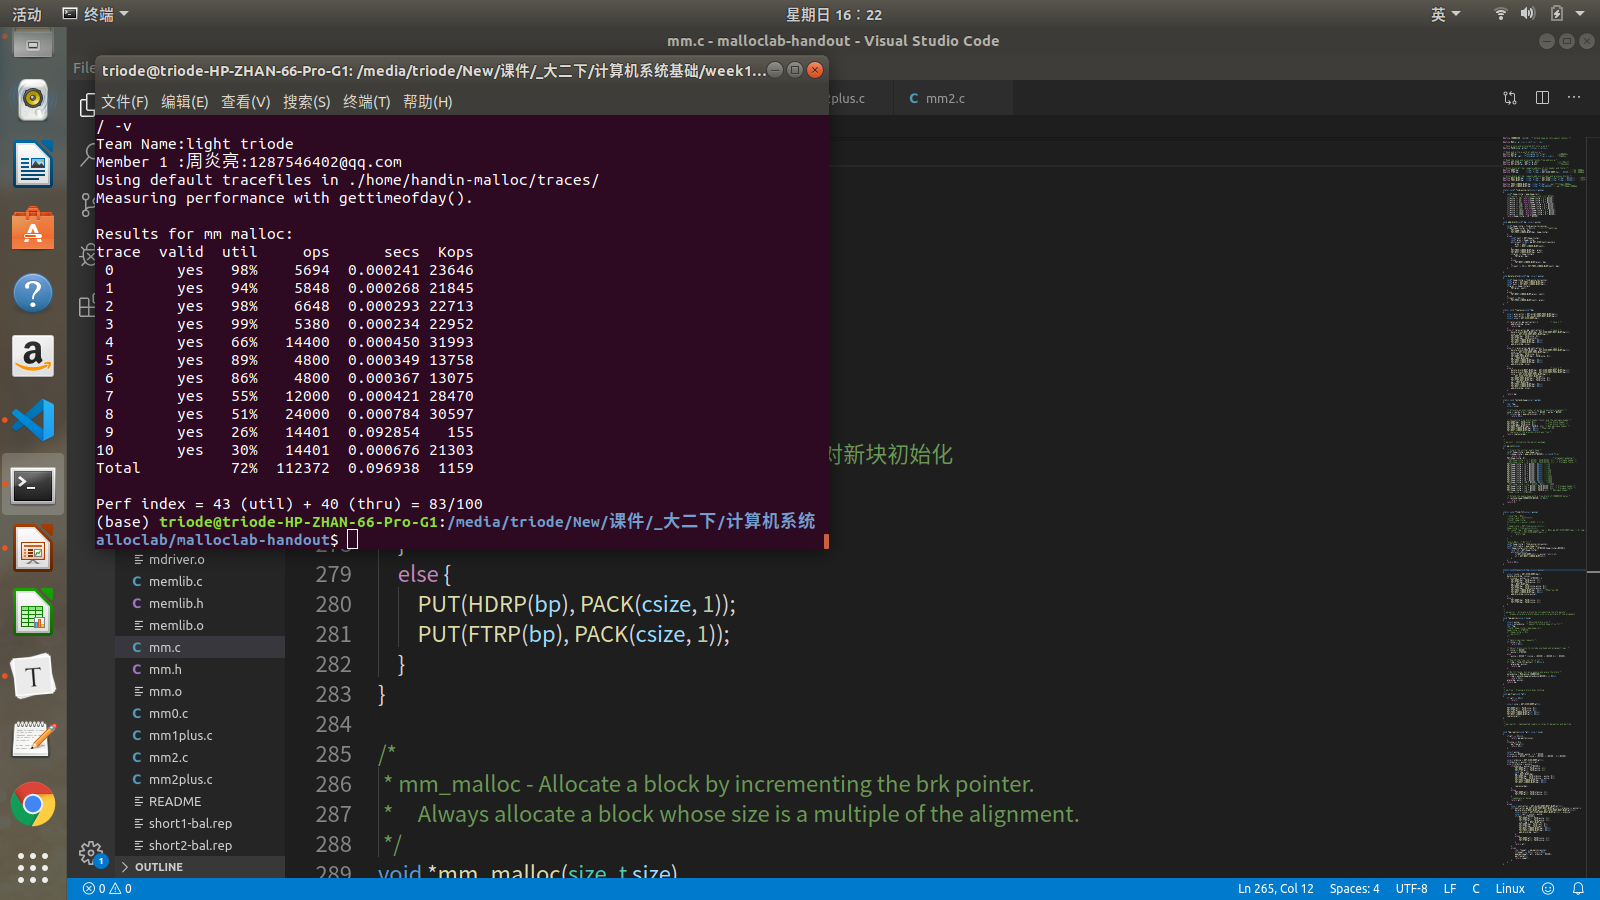 活动
终端
星期日 16：22
英
mm.c - malloclab-handout - Visual Studio Code
File
triode@triode-HP-ZHAN-66-Pro-G1: /media/triode/New/课件/_大二下/计算机系统基础/week1...
文件(F) 编辑(E) 查看(V) 搜索(S) 终端(T) 帮助(H)
plus.c
C mm2.c
/ -v
Team Name:light triode
Member 1 :周炎亮:1287546402@qq.com
Using default tracefiles in ./home/handin-malloc/traces/
Measuring performance with gettimeofday().
Results for mm malloc:
trace valid util ops secs Kops
0 yes 98% 5694 0.000241 23646
1 yes 94% 5848 0.000268 21845
2 yes 98% 6648 0.000293 22713
3 yes 99% 5380 0.000234 22952
4 yes 66% 14400 0.000450 31993
5 yes 89% 4800 0.000349 13758
6 yes 86% 4800 0.000367 13075
7 yes 55% 12000 0.000421 28470
8 yes 51% 24000 0.000784 30597
9 yes 26% 14401 0.092854 155
10 yes 30% 14401 0.000676 21303
Total 72% 112372 0.096938 1159
Perf index = 43 (util) + 40 (thru) = 83/100
(base) triode@triode-HP-ZHAN-66-Pro-G1:/media/triode/New/课件/_大二下/计算机系统
alloclab/malloclab-handout$
对新块初始化
mdriver.o
C memlib.c
C memlib.h
memlib.o
C mm.c
C mm.h
mm.o
C mm0.c
C mm1plus.c
C mm2.c
C mm2plus.c
README
short1-bal.rep
short2-bal.rep
OUTLINE
279 else {
280 PUT(HDRP(bp), PACK(csize, 1));
281 PUT(FTRP(bp), PACK(csize, 1));
282 }
283 }
284
285 /*
286 * mm_malloc - Allocate a block by incrementing the brk pointer.
287 * Always allocate a block whose size is a multiple of the alignment.
288 */
289 void *mm_malloc(size_t size)
1
0 0
Ln 265, Col 12 Spaces: 4 UTF-8 LF C Linux